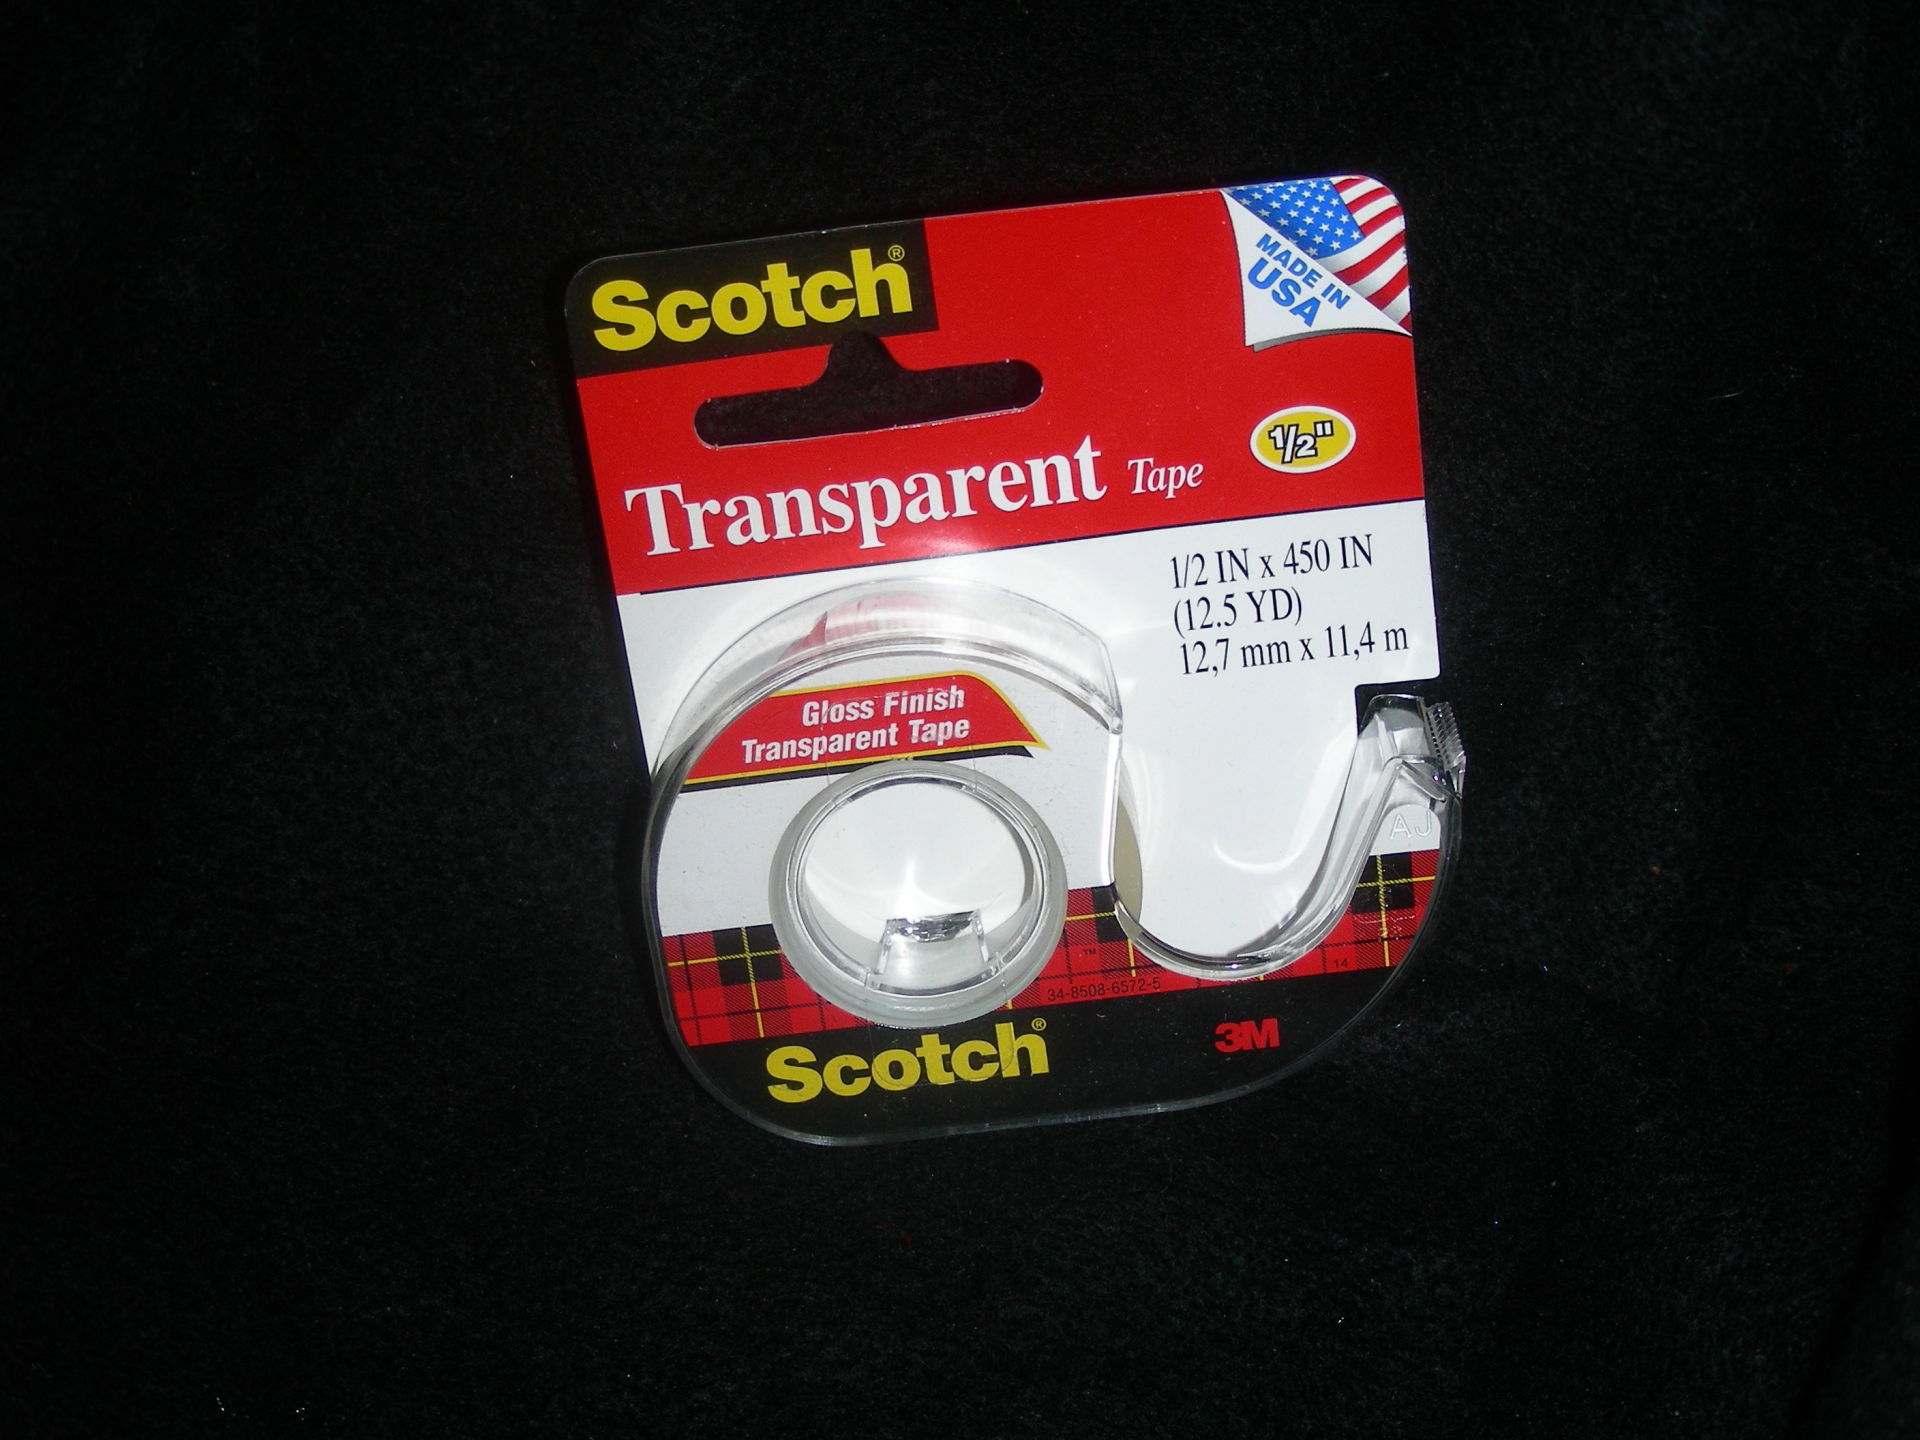 Scotch®
MADE IN
USA
1/2"
Transparent Tape
1/2 IN x 450 IN
(12.5 YD)
12,7 mm x 11,4 m
Gloss Finish
Transparent Tape
AJ
™
14
34-8508-6572-5
Scotch®
3M